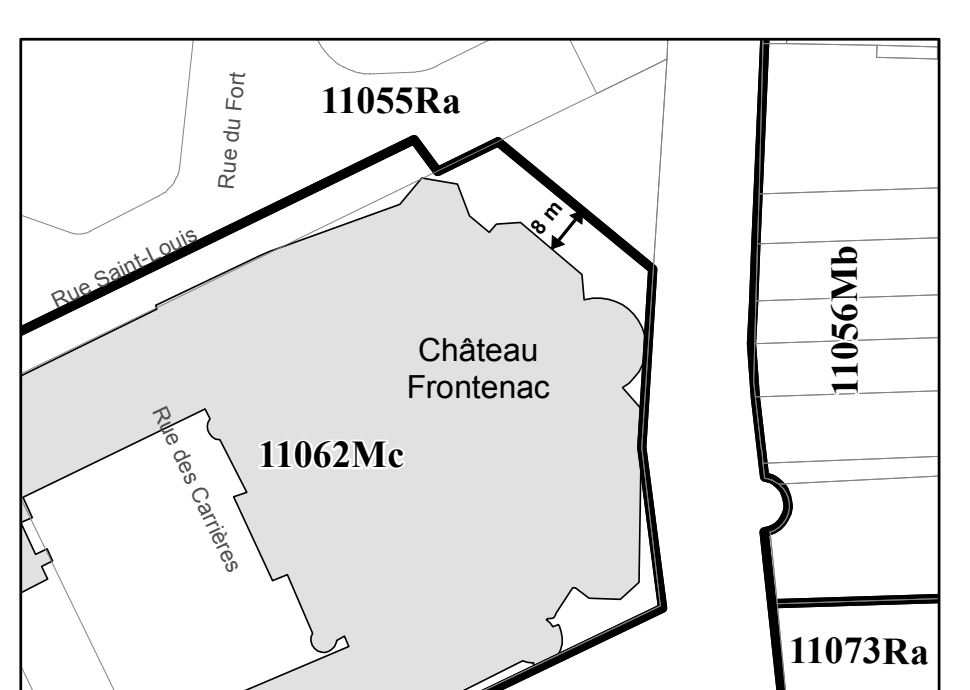 11055Ra
Rue du Fort
8 m
Rue Saint-Louis
11056Mb
Château
Frontenac
11062Mc
Rue des Carrières
11073Ra